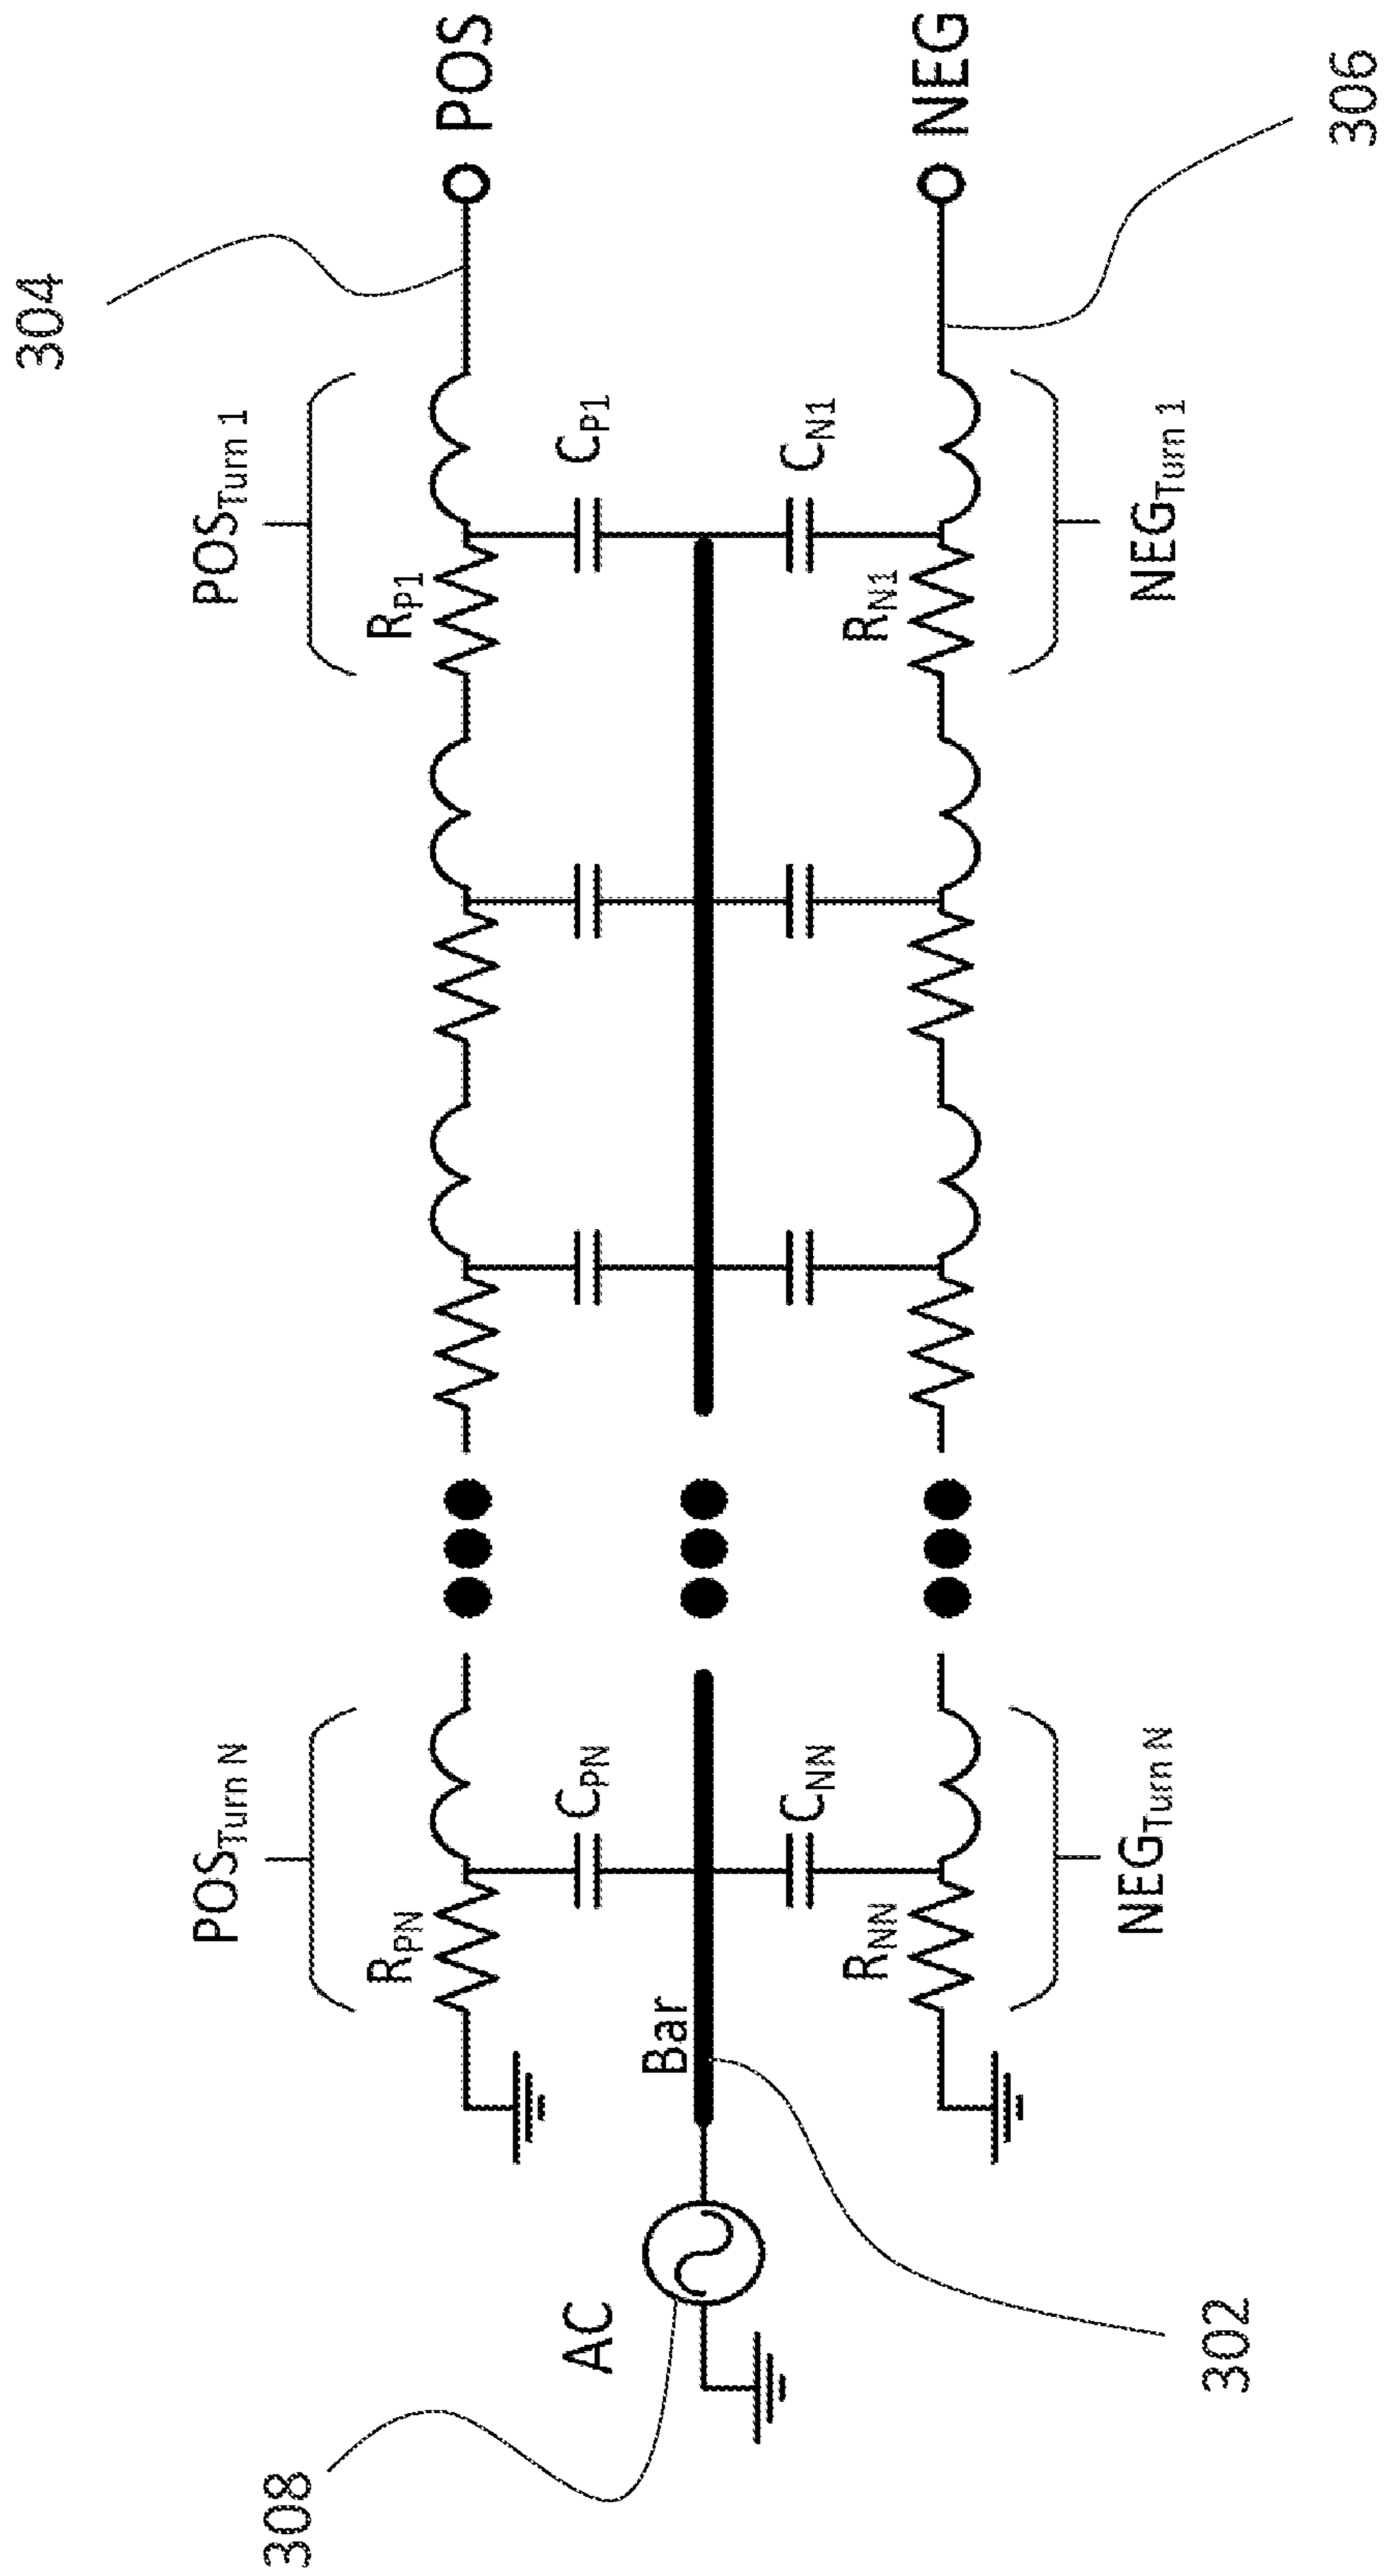 304
POS
POSTurn 1
RP1
CP1
CN1
RN1
NEGTurn 1
NEG
306
POSTurn N
RPN
CPN
CNN
RNN
NEGTurn N
Bar
AC
308
302